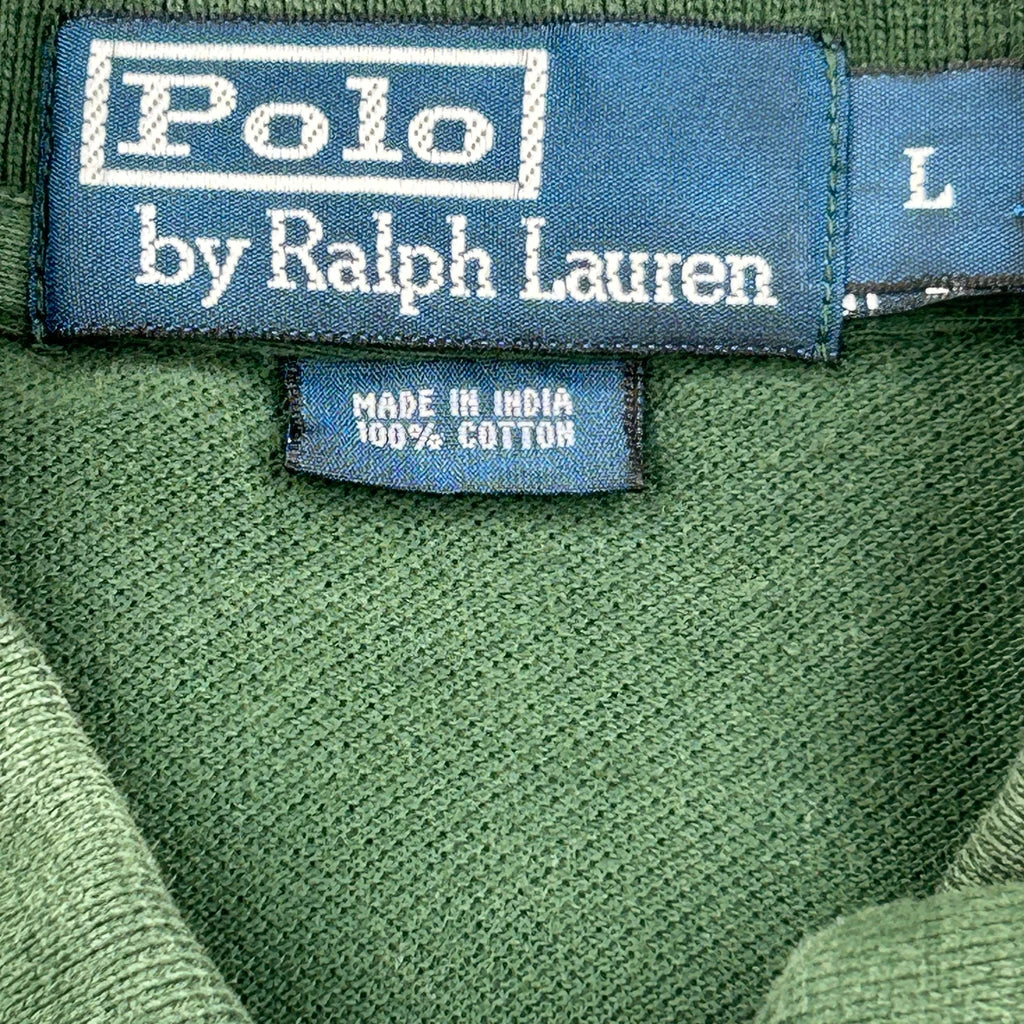 Polo
by Ralph Lauren
L
MADE IN INDIA
100% COTTON